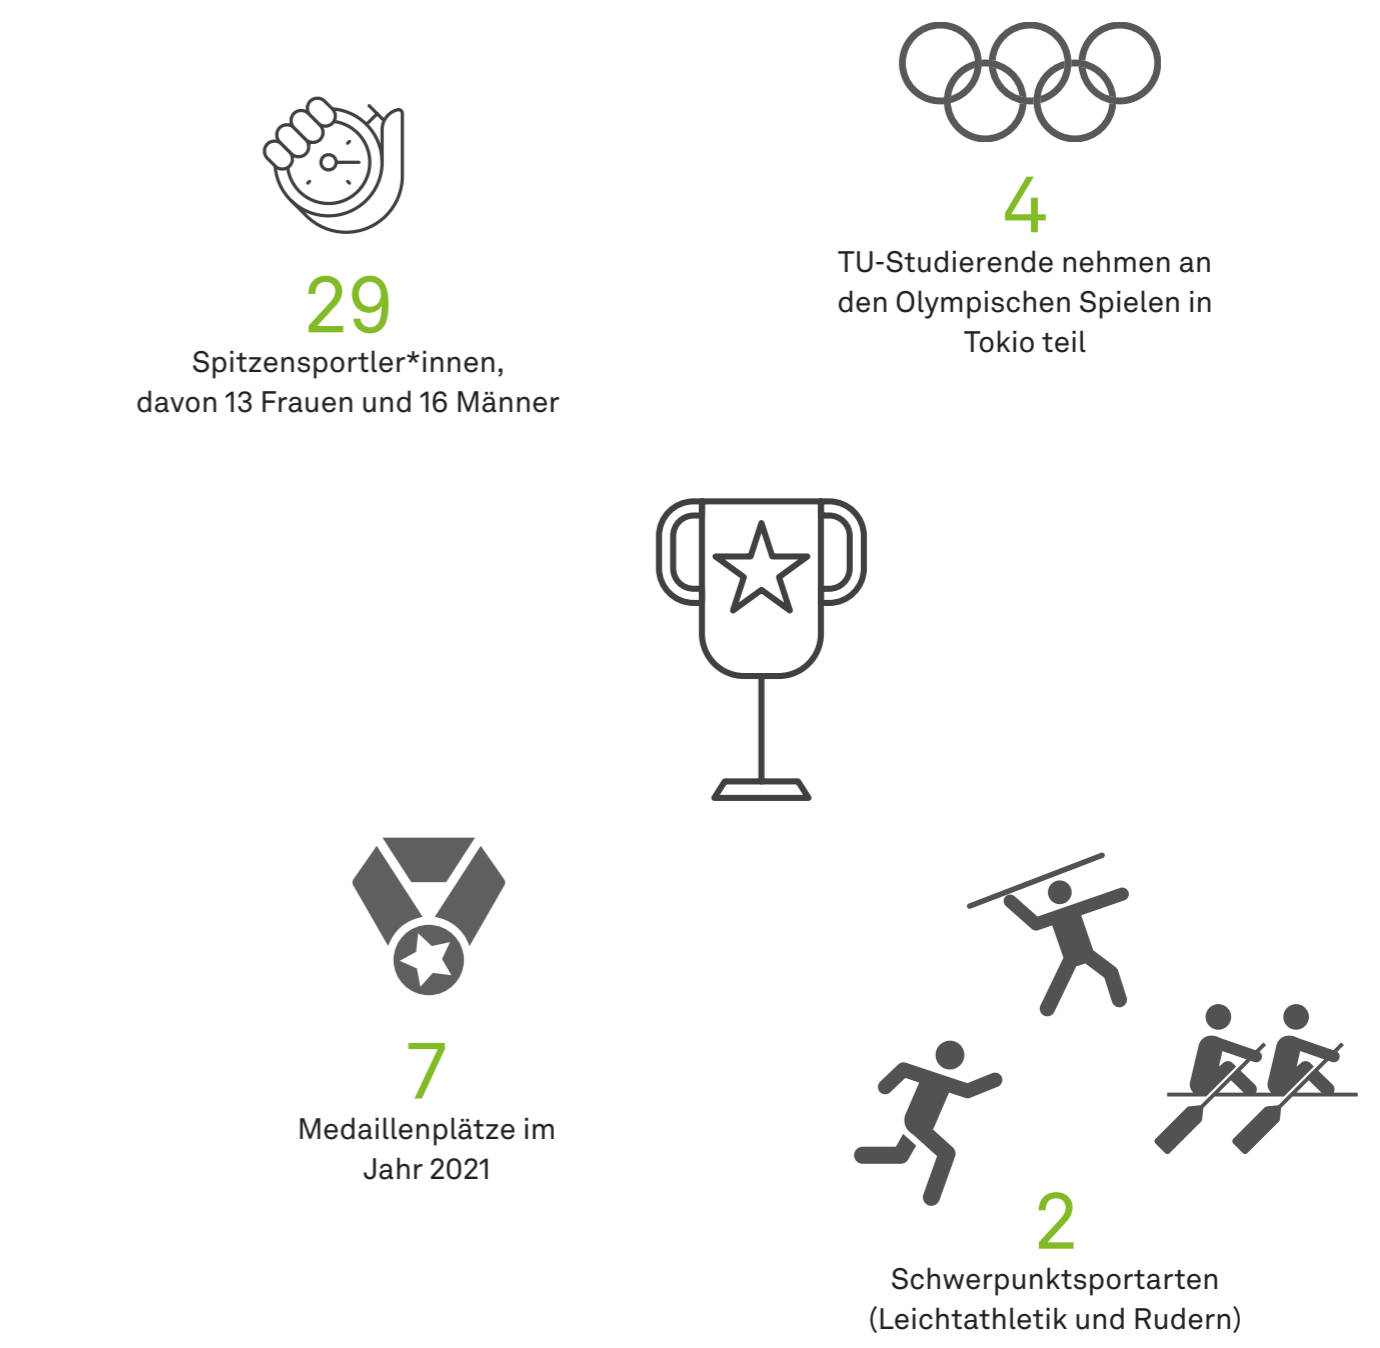 29
Spitzensportler*innen,
davon 13 Frauen und 16 Männer
4
TU-Studierende nehmen an
den Olympischen Spielen in
Tokio teil
7
Medaillenplätze im
Jahr 2021
2
Schwerpunktsportarten
(Leichtathletik und Rudern)